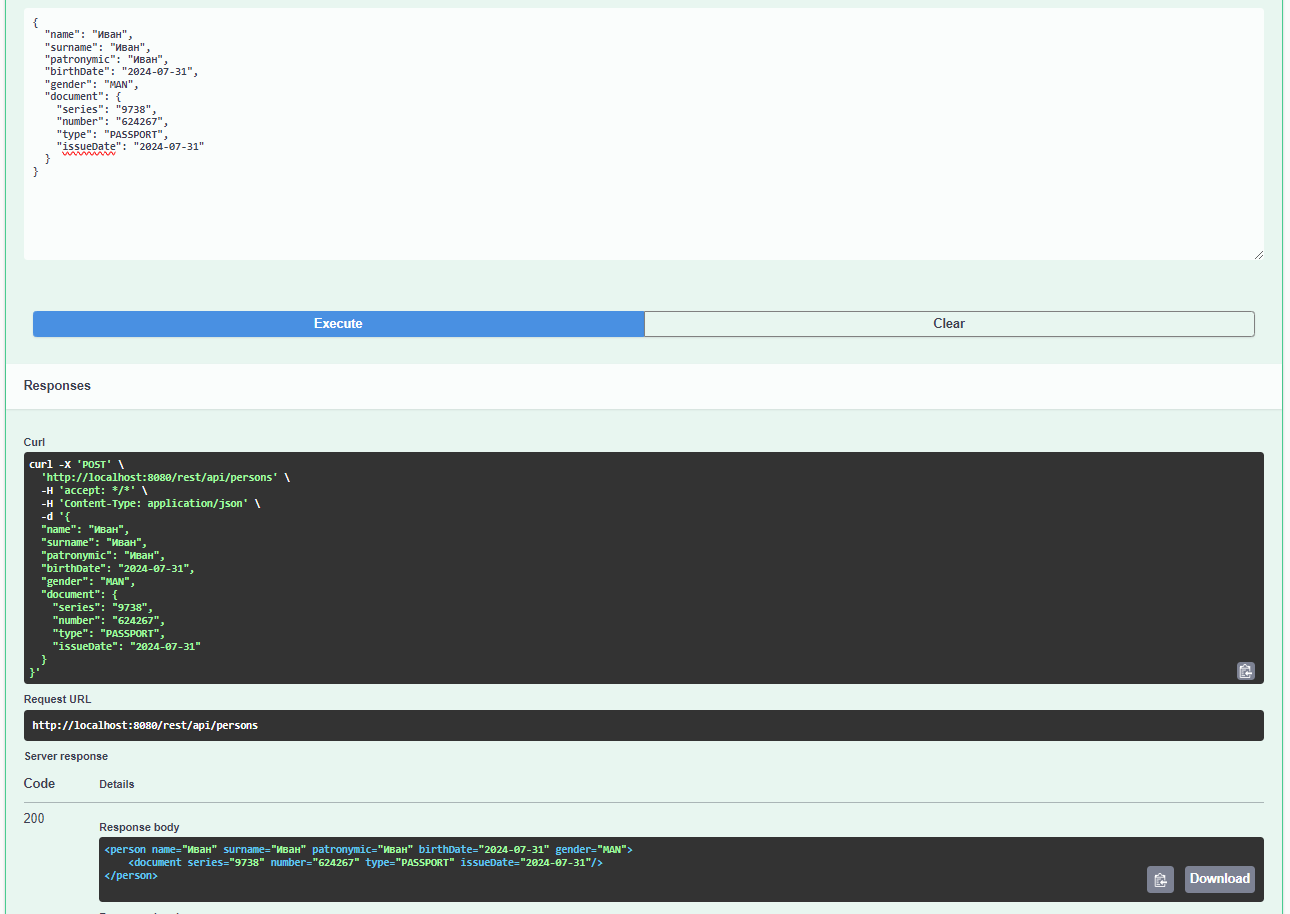 {
  "name": "Иван",
  "surname": "Иван",
  "patronymic": "Иван",
  "birthDate": "2024-07-31",
  "gender": "MAN",
  "document": {
    "series": "9738",
    "number": "624267",
    "type": "PASSPORT",
    "issueDate": "2024-07-31"
  }
}
Execute
Clear
Responses
Curl
curl -X 'POST' \
  'http://localhost:8080/rest/api/persons' \
  -H 'accept: */*' \
  -H 'Content-Type: application/json' \
  -d '{
  "name": "Иван",
  "surname": "Иван",
  "patronymic": "Иван",
  "birthDate": "2024-07-31",
  "gender": "MAN",
  "document": {
    "series": "9738",
    "number": "624267",
    "type": "PASSPORT",
    "issueDate": "2024-07-31"
  }
}'
Request URL
http://localhost:8080/rest/api/persons
Server response
Code Details
200
Response body
<person name="Иван" surname="Иван" patronymic="Иван" birthDate="2024-07-31" gender="MAN">
    <document series="9738" number="624267" type="PASSPORT" issueDate="2024-07-31"/>
</person>
Download